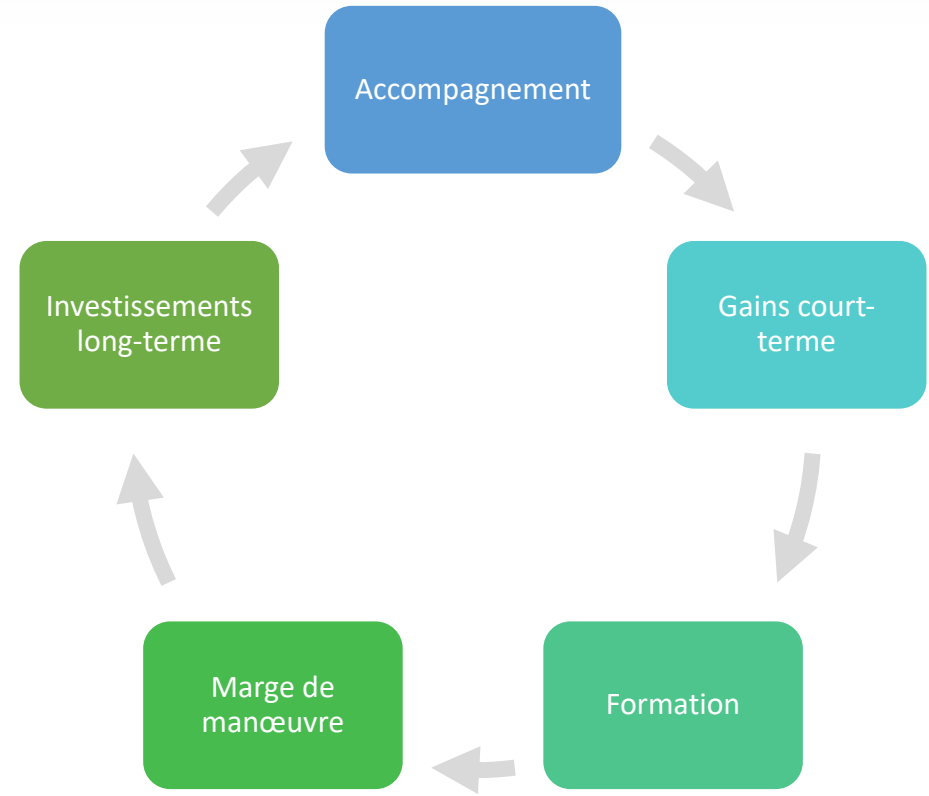 Accompagnement
Gains court-
terme
Formation
Marge de
manœuvre
Investissements
long-terme